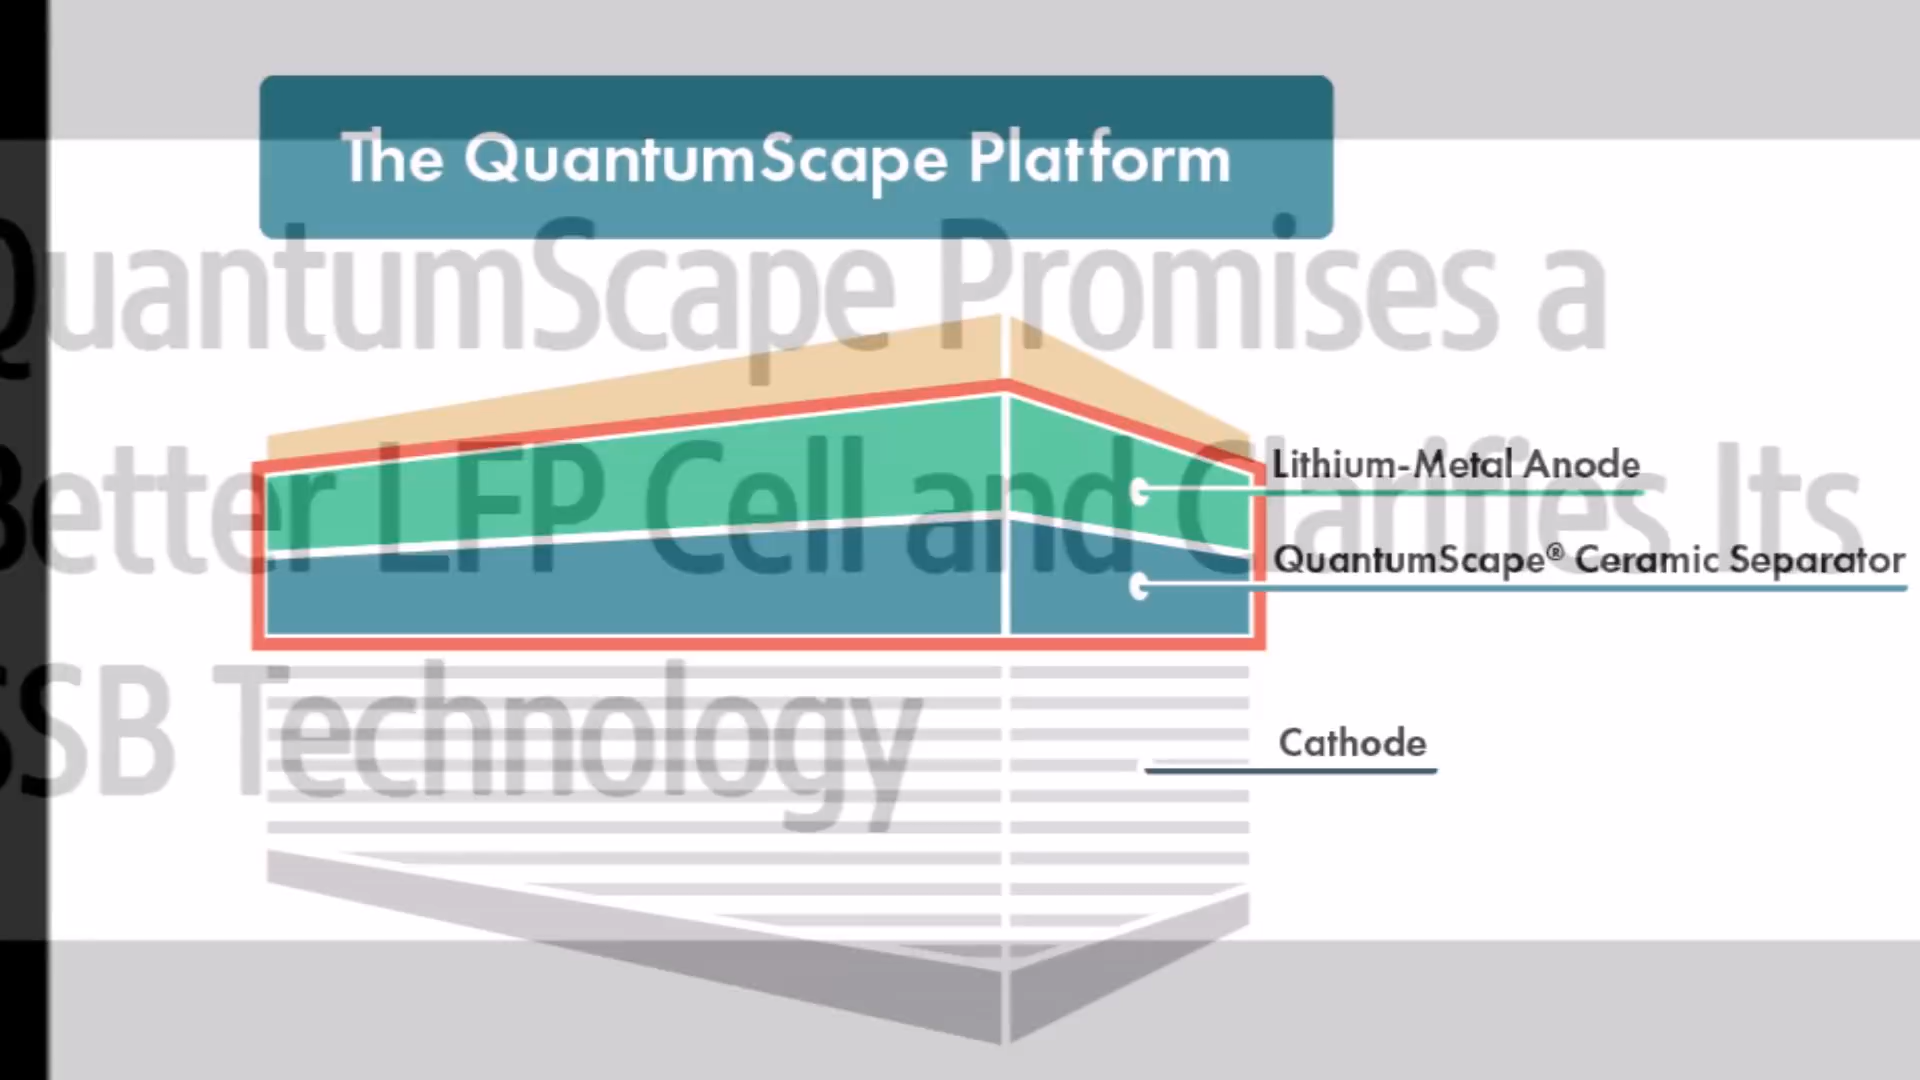 The QuantumScape Platform
QuantumScape Promises a
Better LFP Cell and Clarifies Its
SSB Technology
Lithium-Metal Anode
QuantumScape® Ceramic Separator
Cathode